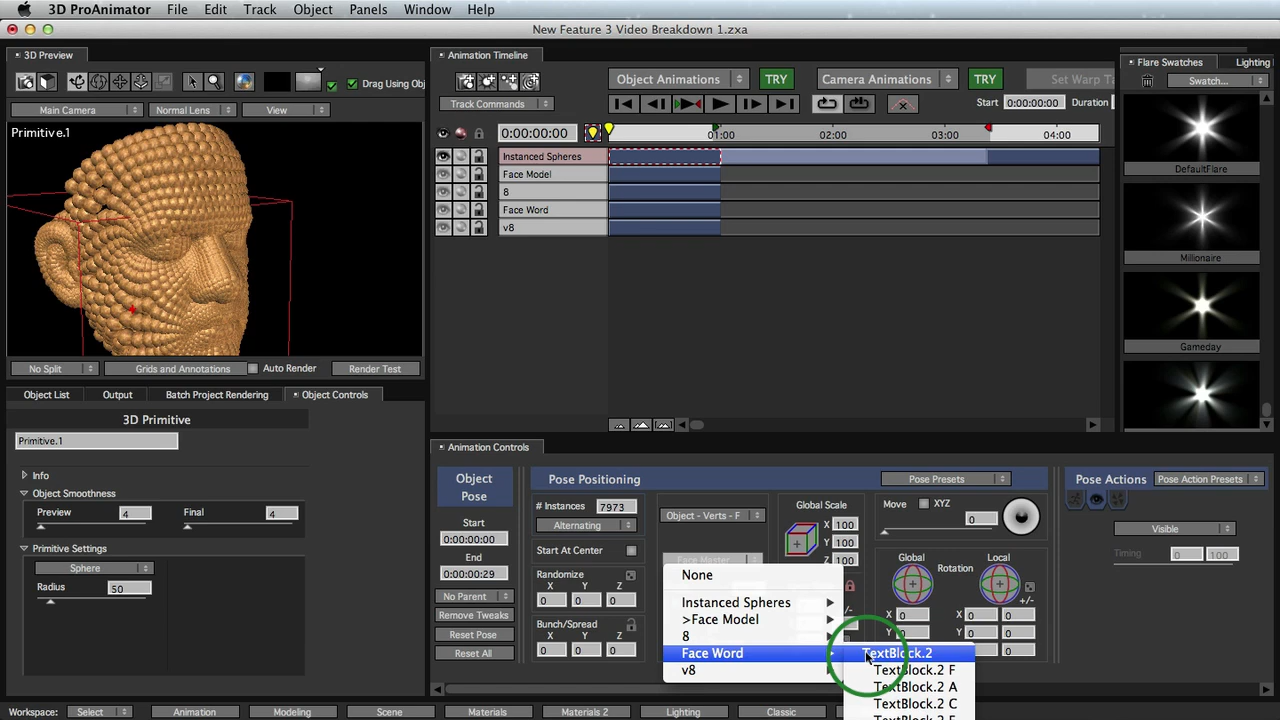 3D ProAnimator File Edit Track Object Panels Window Help
New Feature 3 Video Breakdown 1.zxa
3D Preview
Drag Using Obj
Main Camera Normal Lens View
Primitive.1
No Split Grids and Annotations Auto Render Render Test
Object List Output Batch Project Rendering Object Controls
3D Primitive
Primitive.1
Info
Object Smoothness
Preview 4 Final 4
Primitive Settings
Sphere
Radius 50
Animation Timeline
Object Animations TRY Camera Animations TRY Set Warp Ta
Track Commands Start 0:00:00:00 Duration
0:00:00:00 01:00 02:00 03:00 04:00
Instanced Spheres
Face Model
8
Face Word
v8
Flare Swatches Lighting
Swatch...
DefaultFlare
Millionaire
Gameday
Animation Controls
Object Pose
Start
0:00:00:00
End
0:00:00:29
No Parent
Remove Tweaks
Reset Pose
Reset All
Pose Positioning Pose Presets
# Instances 7973
Alternating
Start At Center
Randomize
X Y Z
0 0 0
Bunch/Spread
X Y Z
0 0 0
Object - Verts - F
Face Master
None
Instanced Spheres
>Face Model
8
Face Word
v8
TextBlock.2
TextBlock.2 F
TextBlock.2 A
TextBlock.2 C
Global Scale
X 100
Y 100
Z 100
Move XYZ
0
Global Rotation Local
+/-
X 0 X 0 0
Y 0 0 0
0
Pose Actions Pose Action Presets
Visible
Timing 0 100
Workspace: Select Animation Modeling Scene Materials Materials 2 Lighting Classic